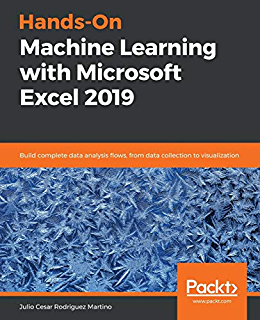 Hands-On
Machine Learning
with Microsoft
Excel 2019
Build complete data analysis flows, from data collection to visualization
Packt>
www.packt.com
Julio Cesar Rodriguez Martino